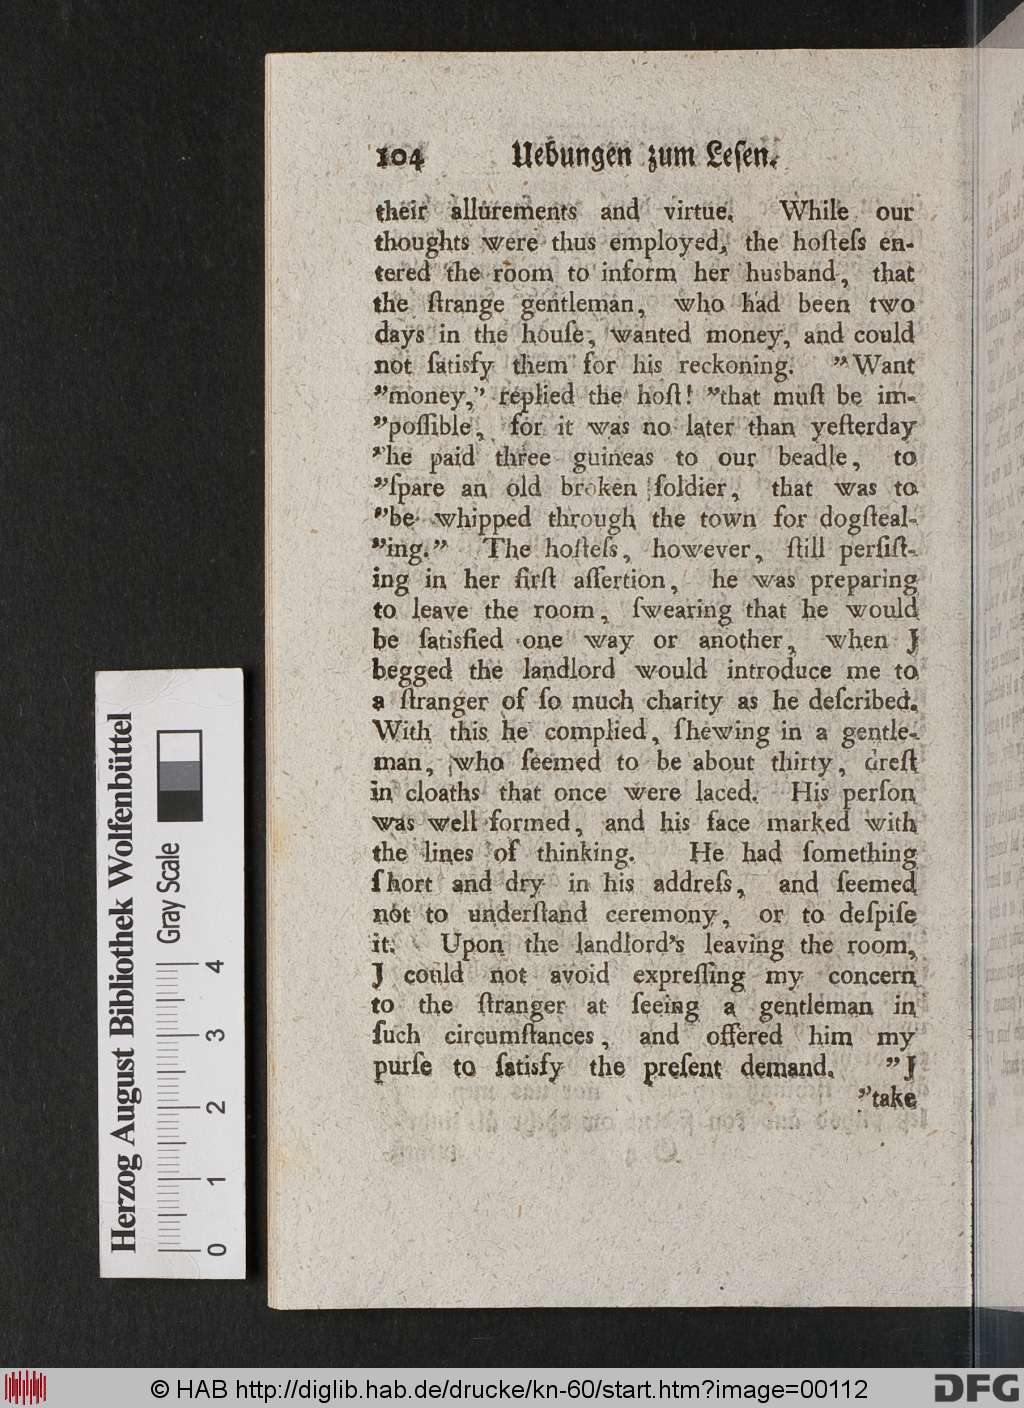 104 Uebungen zum Leſen.
their allurements and virtue. While our
thoughts were thus employed, the hoſteſs en-
tered the room to inform her husband, that
the ſtrange gentleman, who had been two
days in the houſe, wanted money, and could
not ſatisfy them for his reckoning. ”Want
”money,” replied the hoſt! ”that muſt be im-
”poſſible, for it was no later than yeſterday
”he paid three guineas to our beadle, to
”ſpare an old broken ſoldier, that was to
”be whipped through the town for dogſteal-
”ing.” The hoſteſs, however, ſtill perſiſt-
ing in her firſt aſſertion, he was preparing
to leave the room, ſwearing that he would
be ſatisfied one way or another, when J
begged the landlord would introduce me to
a ſtranger of ſo much charity as he deſcribed.
With this he complied, ſhewing in a gentle-
man, who ſeemed to be about thirty, dreſt
in cloaths that once were laced. His perſon
was well formed, and his face marked with
the lines of thinking. He had ſomething
ſhort and dry in his addreſs, and ſeemed
not to underſtand ceremony, or to deſpiſe
it. Upon the landlord’s leaving the room,
J could not avoid expreſſing my concern
to the ſtranger at ſeeing a gentleman in
ſuch circumſtances, and offered him my
purſe to ſatisfy the preſent demand. ”J
”take
Herzog August Bibliothek Wolfenbüttel
Gray Scale
0 1 2 3 4
© HAB http://diglib.hab.de/drucke/kn-60/start.htm?image=00112
DFG